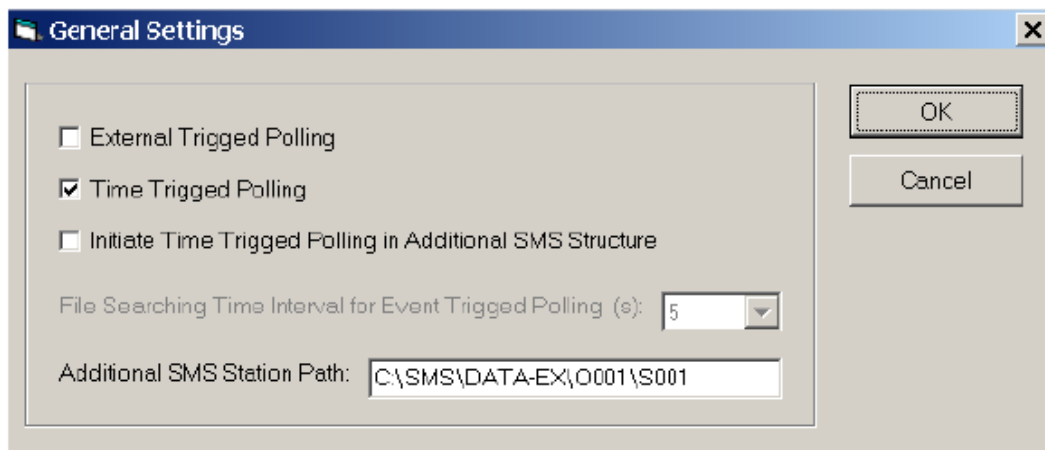 General Settings
External Trigged Polling
OK
Time Trigged Polling
Cancel
Initiate Time Trigged Polling in Additional SMS Structure
File Searching Time Interval for Event Trigged Polling (s): 5
Additional SMS Station Path: C:\SMS\DATA-EX\O001\S001